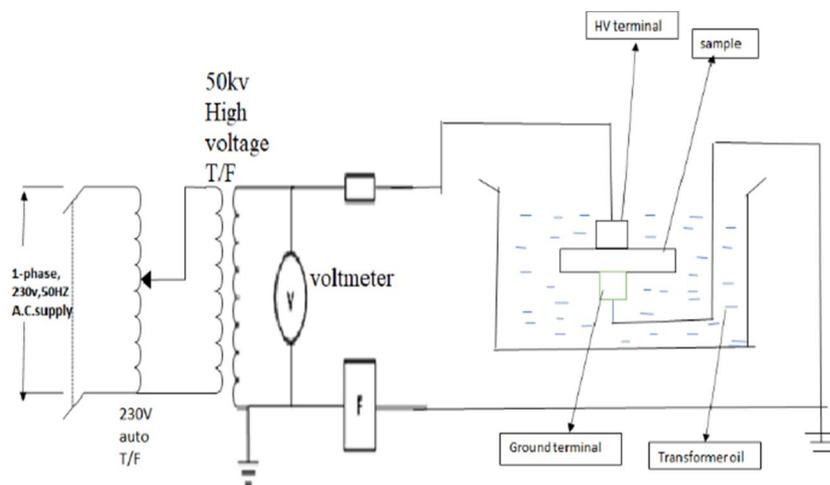 HV terminal
sample
50kv
High
voltage
T/F
1-phase,
230v,50HZ
A.C.supply
V
voltmeter
F
230V
auto
T/F
Ground terminal
Transformer oil